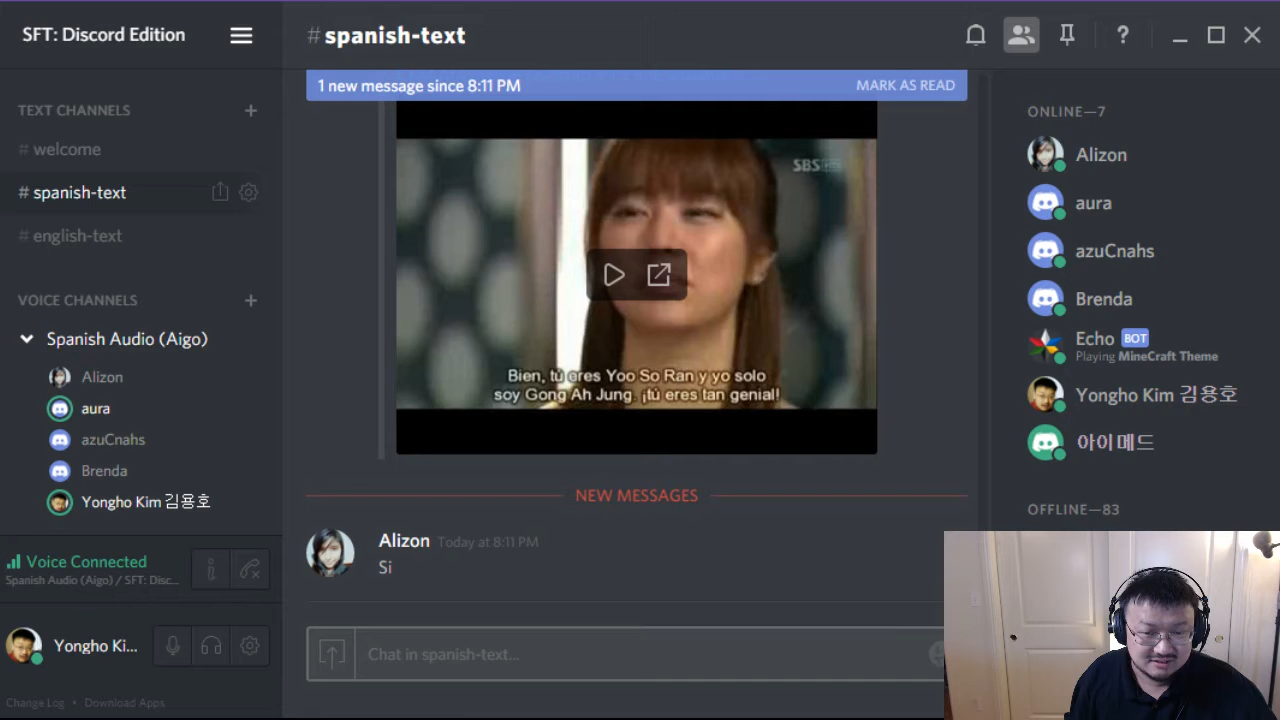 SFT: Discord Edition
#spanish-text
1 new message since 8:11 PM
MARK AS READ
TEXT CHANNELS
# welcome
# spanish-text
# english-text
VOICE CHANNELS
Spanish Audio (Aigo)
Alizon
aura
azuCnahs
Brenda
Yongho Kim 김용호
Voice Connected
Spanish Audio (Aigo) / SFT: Disc...
Yongho Ki...
Change Log • Download Apps
SBS
Bien, tú eres Yoo So Ran y yo solo
soy Gong Ah Jung. ¡tú eres tan genial!
NEW MESSAGES
Alizon Today at 8:11 PM
Si
Chat in spanish-text...
ONLINE—7
Alizon
aura
azuCnahs
Brenda
Echo BOT
Playing MineCraft Theme
Yongho Kim 김용호
아이메드
OFFLINE—83